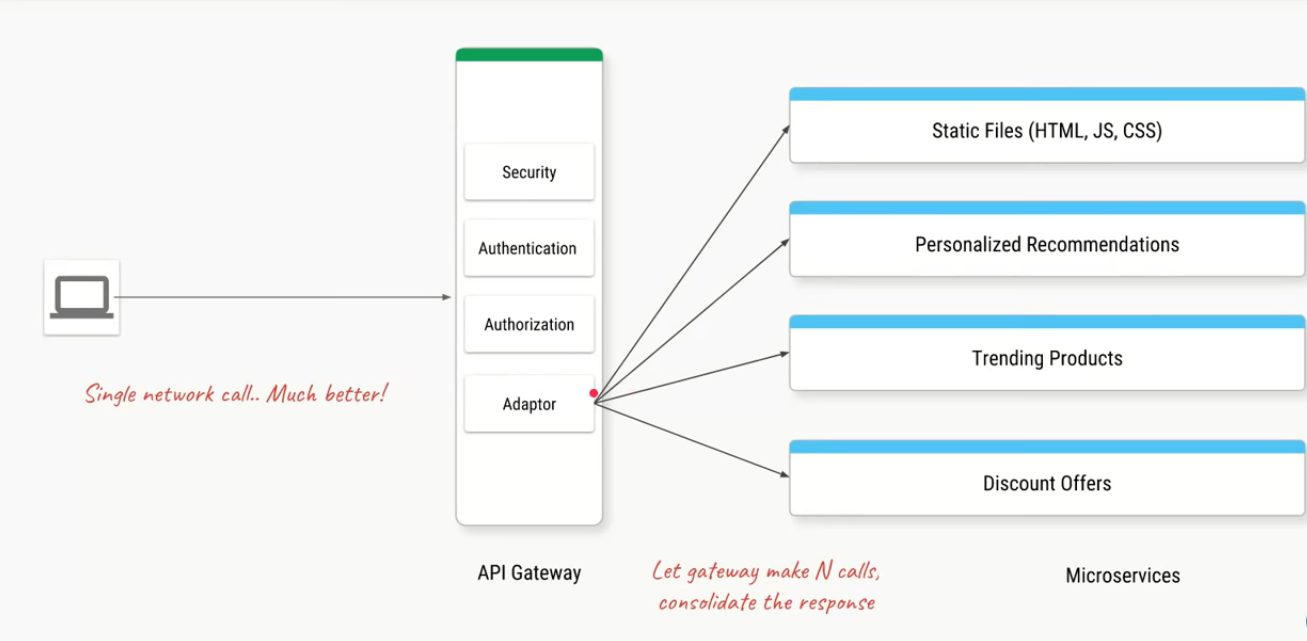 Security
Authentication
Authorization
Adaptor
API Gateway
Single network call.. Much better!
Static Files (HTML, JS, CSS)
Personalized Recommendations
Trending Products
Discount Offers
Let gateway make N calls,
consolidate the response
Microservices